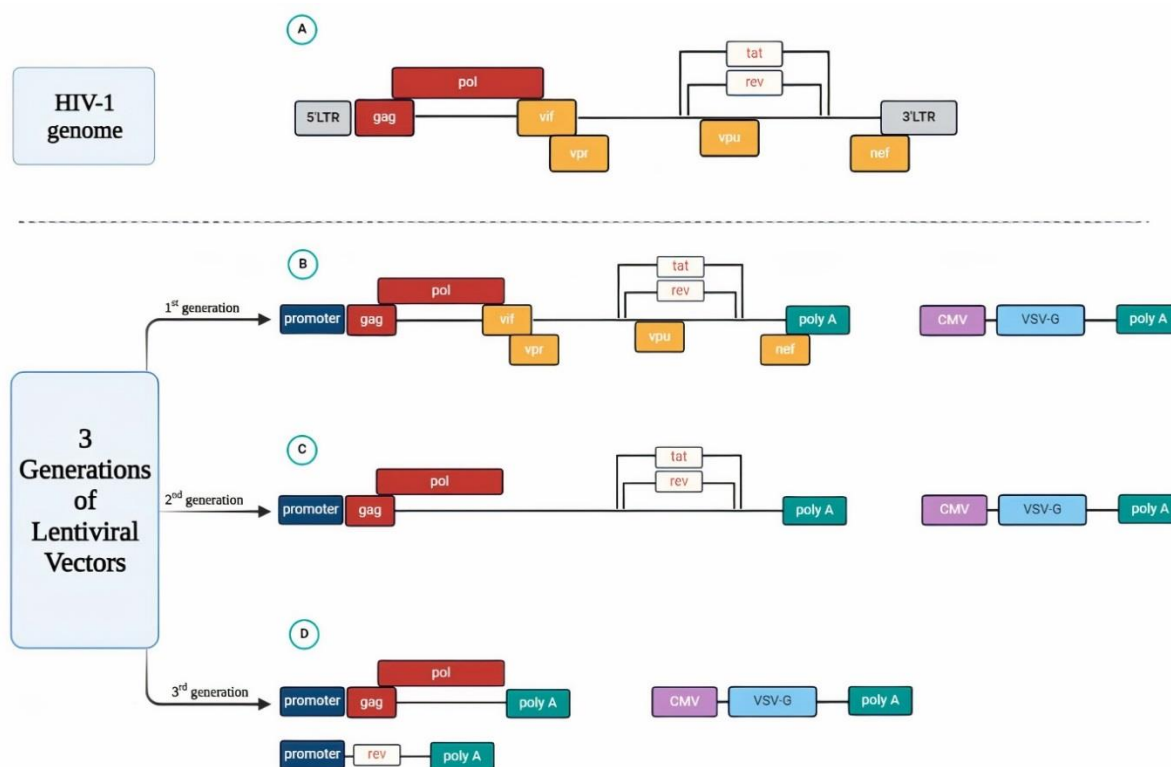 A
HIV-1
genome
5'LTR
gag
pol
vif
vpr
tat
rev
vpu
nef
3'LTR
B
1st generation
promoter
gag
pol
vif
vpr
tat
rev
vpu
nef
poly A
CMV
VSV-G
poly A
3
Generations
of
Lentiviral
Vectors
C
2nd generation
promoter
gag
pol
tat
rev
poly A
CMV
VSV-G
poly A
D
3rd generation
promoter
gag
pol
poly A
CMV
VSV-G
poly A
promoter
rev
poly A